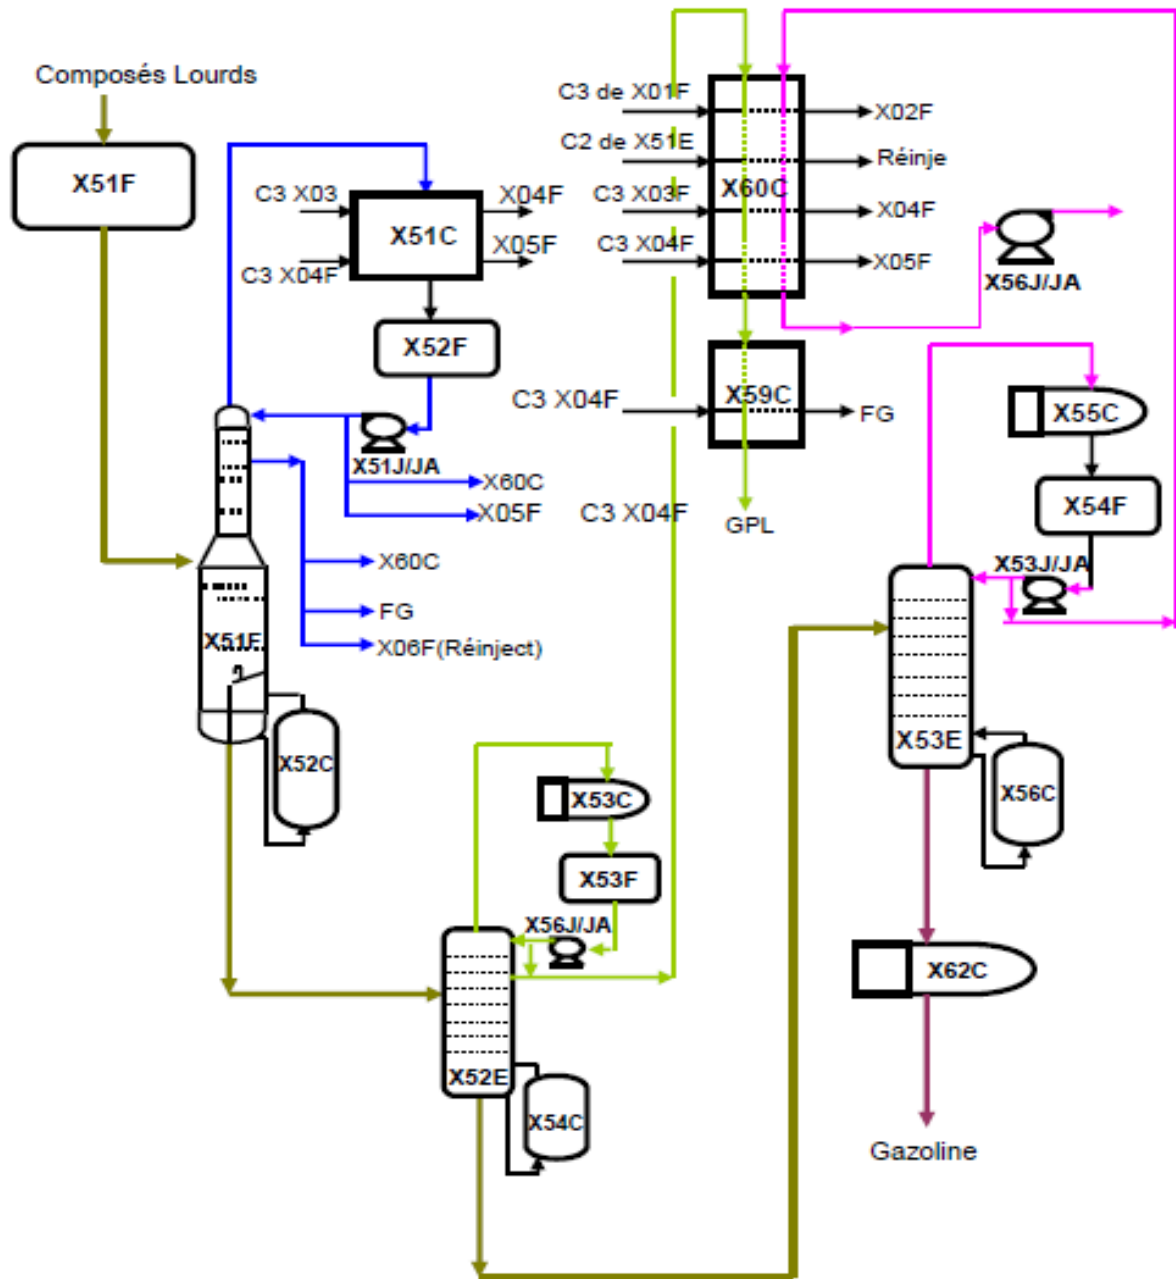 Composés Lourds
X51F
C3 X03
X04F
X51C
C3 X04F
X05F
X52F
X51J/JA
X60C
X05F
X60C
FG
X06F(Réinject)
X51F
X52C
C3 de X01F
X02F
C2 de X51E
Réinje
X60C
C3 X03F
X04F
C3 X04F
X05F
X56J/JA
X59C
C3 X04F
FG
C3 X04F
GPL
X55C
X54F
X53J/JA
X53E
X56C
X53C
X53F
X56J/JA
X52E
X54C
X62C
Gazoline